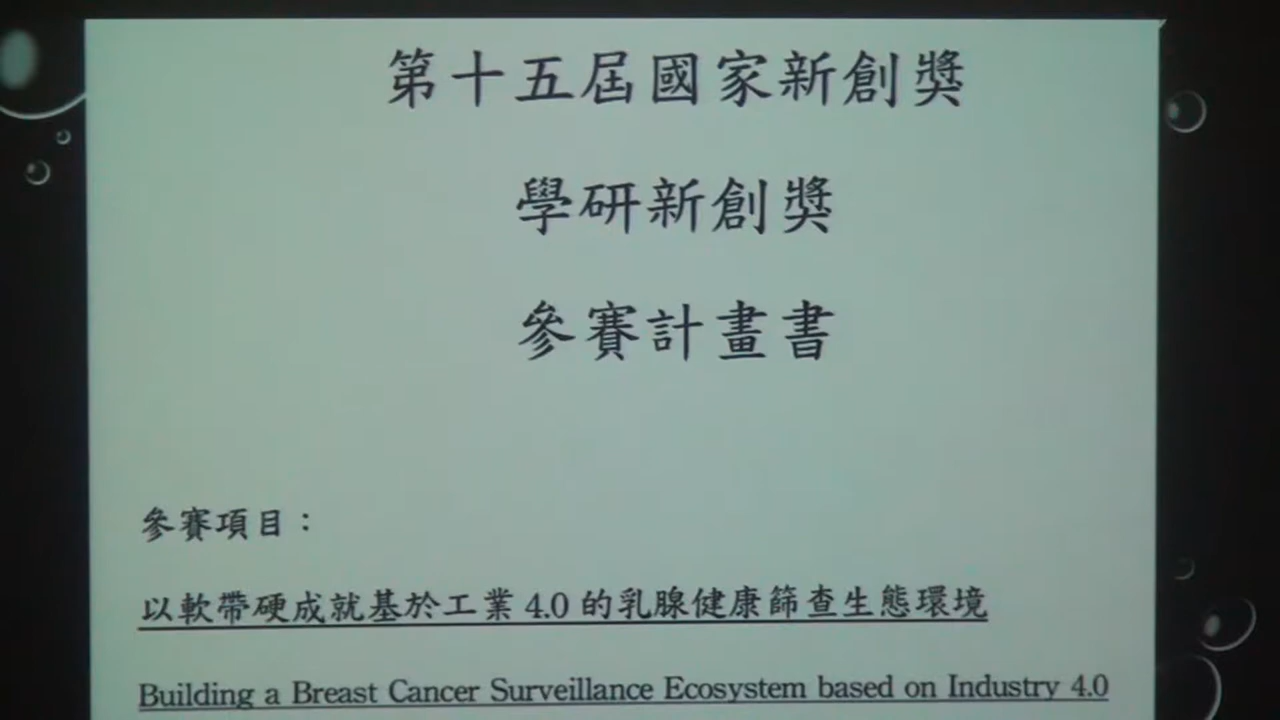 第十五屆國家新創獎
學研新創獎
參賽計畫書
參賽項目：
以軟帶硬成就基於工業 4.0 的乳腺健康篩查生態環境
Building a Breast Cancer Surveillance Ecosystem based on Industry 4.0